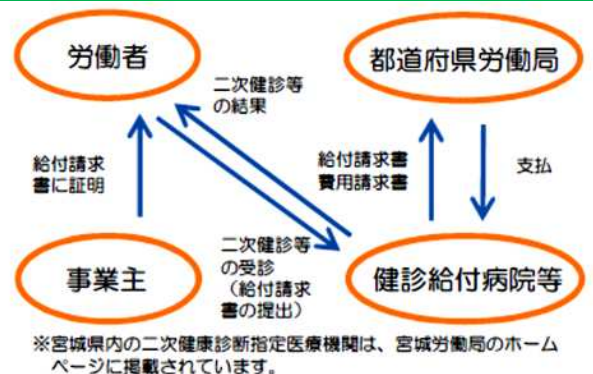 労働者
都道府県労働局
二次健診等
の結果
給付請求
書に証明
給付請求書
費用請求書
支払
二次健診等
の受診
（給付請求
書の提出）
事業主
健診給付病院等
※宮城県内の二次健康診断指定医療機関は、宮城労働局のホーム
ページに掲載されています。